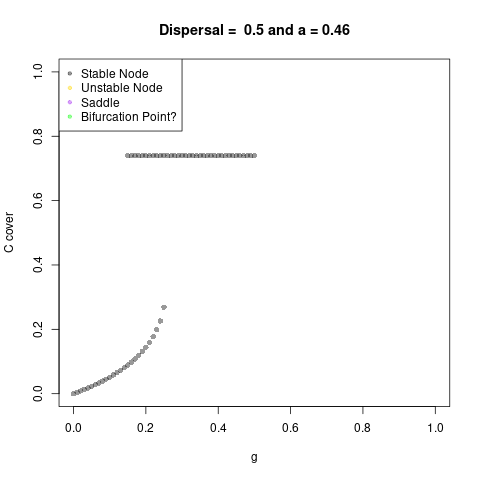 Dispersal =  0.5 and a = 0.46
Stable Node
Unstable Node
Saddle
Bifurcation Point?
C cover
1.0
0.8
0.6
0.4
0.2
0.0
0.0 0.2 0.4 0.6 0.8 1.0
g